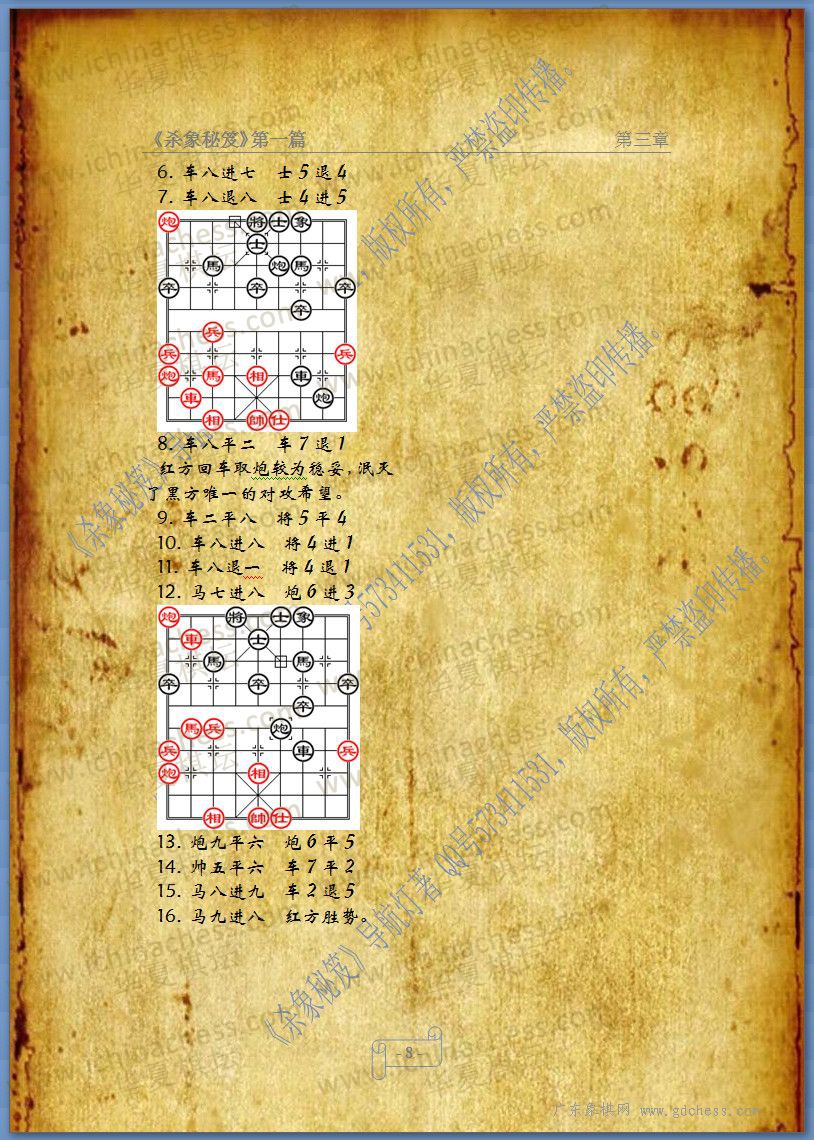 《杀象秘笈》第一篇 第三章
6. 车八进七 士5退4
7. 车八退八 士4进5
炮 將 士 象
士
馬 炮 馬
卒 卒 卒
卒
兵
兵 兵
炮 馬 相 車
車 炮
相 帥 仕
8. 车八平二 车7退1
红方回车取炮较为稳妥,泯灭
了黑方唯一的对攻希望。
9. 车二平八 将5平4
10. 车八进八 将4进1
11. 车八退一 将4退1
12. 马七进八 炮6进3
炮 將 士 象
車 士
馬 馬
卒 卒 卒
卒
馬 兵 炮
兵 車 兵
炮 相
相 帥 仕
13. 炮九平六 炮6平5
14. 帅五平六 车7平2
15. 马八进九 车2退5
16. 马九进八 红方胜势。
《杀象秘笈》导航灯著 QQ号573411531，版权所有，严禁盗印传播。
www.ichinachess.com
华夏棋坛
- 8 -
广东象棋网 www.gdchess.com